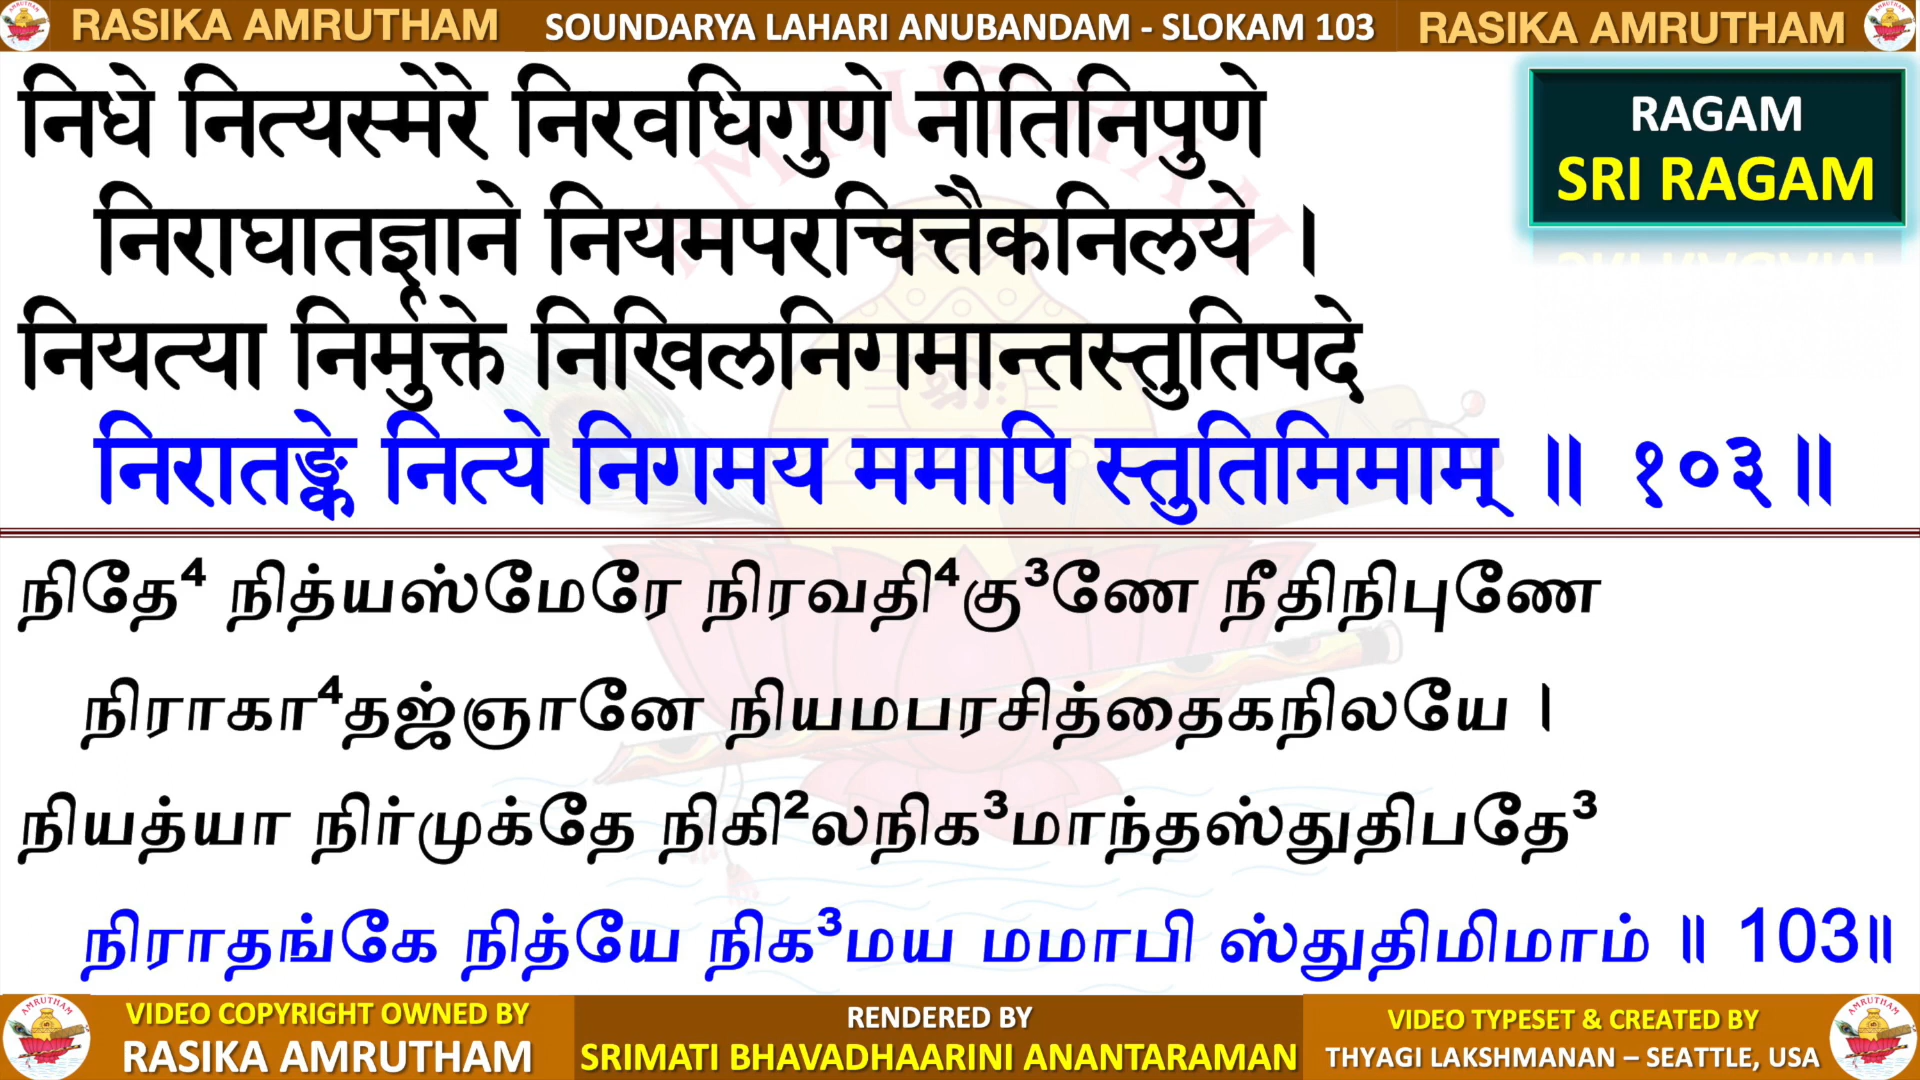 RASIKA AMRUTHAM SOUNDARYA LAHARI ANUBANDAM - SLOKAM 103 RASIKA AMRUTHAM
निधे नित्यस्मेरे निरवधिगुणे नीतिनिपुणे
निराघातज्ञाने नियमपरचित्तैकनिलये ।
नियत्या निर्मुक्ते निखिलनिगमान्तस्तुतिपदे
निरातङ्के नित्ये निगमय ममापि स्तुतिमिमाम् ॥ १०३॥
RAGAM
SRI RAGAM
நிதே⁴ நித்யஸ்மேரே நிரவதி⁴கு³ணே நீதிநிபுணே
நிராகா⁴தஜ்ஞானே நியமபரசித்தைகநிலயே ।
நியத்யா நிர்முக்தே நிகி²லநிக³மாந்தஸ்துதிபதே³
நிராதங்கே நித்யே நிக³மய மமாபி ஸ்துதிமிமாம் ॥ 103॥
VIDEO COPYRIGHT OWNED BY
RASIKA AMRUTHAM
RENDERED BY
SRIMATI BHAVADHAARINI ANANTARAMAN
VIDEO TYPESET & CREATED BY
THYAGI LAKSHMANAN – SEATTLE, USA